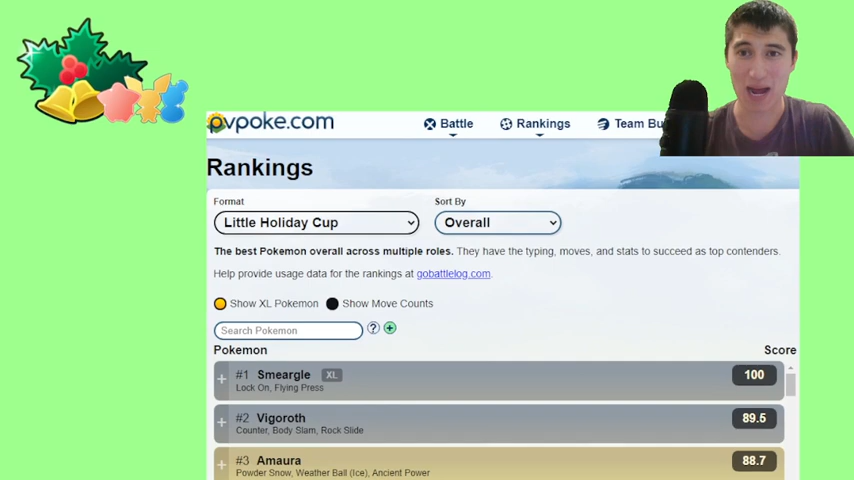 pvpoke.com
Battle
Rankings
Team Bu
Rankings
Format
Sort By
Little Holiday Cup
Overall
The best Pokemon overall across multiple roles. They have the typing, moves, and stats to succeed as top contenders.
Help provide usage data for the rankings at gobattlelog.com.
Show XL Pokemon
Show Move Counts
Search Pokemon
?
+
Pokemon
Score
+ #1 Smeargle XL
100
Lock On, Flying Press
+ #2 Vigoroth
89.5
Counter, Body Slam, Rock Slide
+ #3 Amaura
88.7
Powder Snow, Weather Ball (Ice), Ancient Power